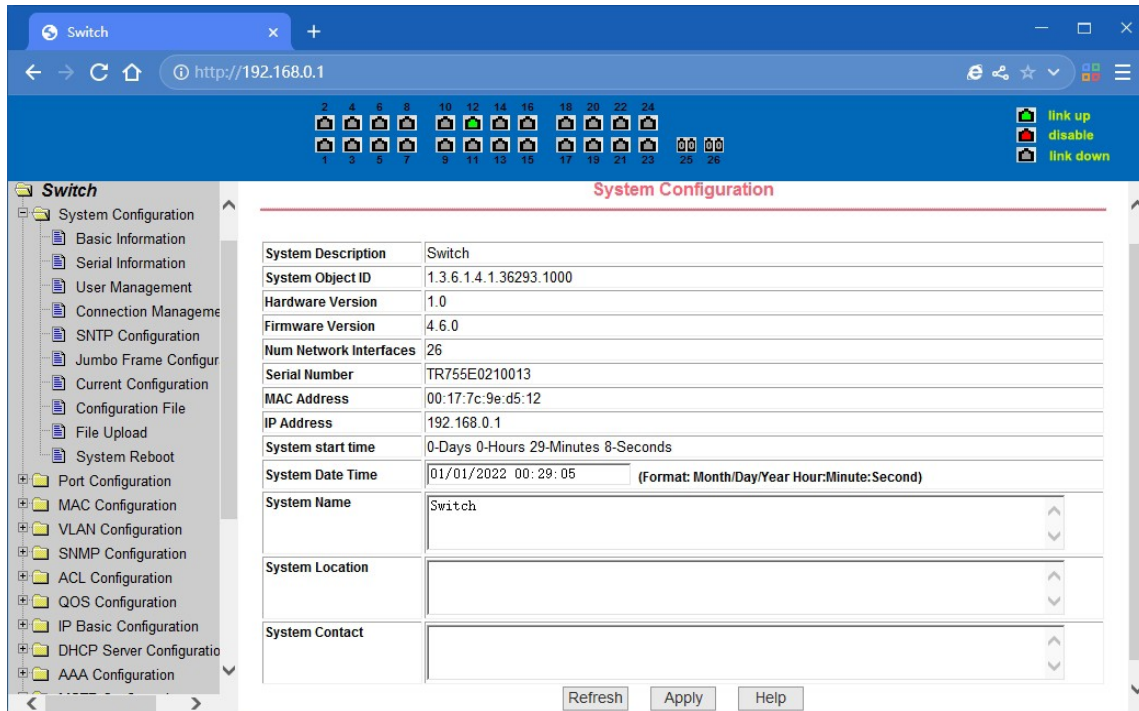 Switch
http://192.168.0.1
2 4 6 8 10 12 14 16 18 20 22 24
1 3 5 7 9 11 13 15 17 19 21 23 25 26
link up
disable
link down
Switch
System Configuration
Basic Information
Serial Information
User Management
Connection Manageme
SNTP Configuration
Jumbo Frame Configur
Current Configuration
Configuration File
File Upload
System Reboot
Port Configuration
MAC Configuration
VLAN Configuration
SNMP Configuration
ACL Configuration
QOS Configuration
IP Basic Configuration
DHCP Server Configuratio
AAA Configuration
System Configuration
System Description Switch
System Object ID 1.3.6.1.4.1.36293.1000
Hardware Version 1.0
Firmware Version 4.6.0
Num Network Interfaces 26
Serial Number TR755E0210013
MAC Address 00:17:7c:9e:d5:12
IP Address 192.168.0.1
System start time 0-Days 0-Hours 29-Minutes 8-Seconds
System Date Time 01/01/2022 00:29:05 (Format: Month/Day/Year Hour:Minute:Second)
System Name Switch
System Location
System Contact
Refresh Apply Help